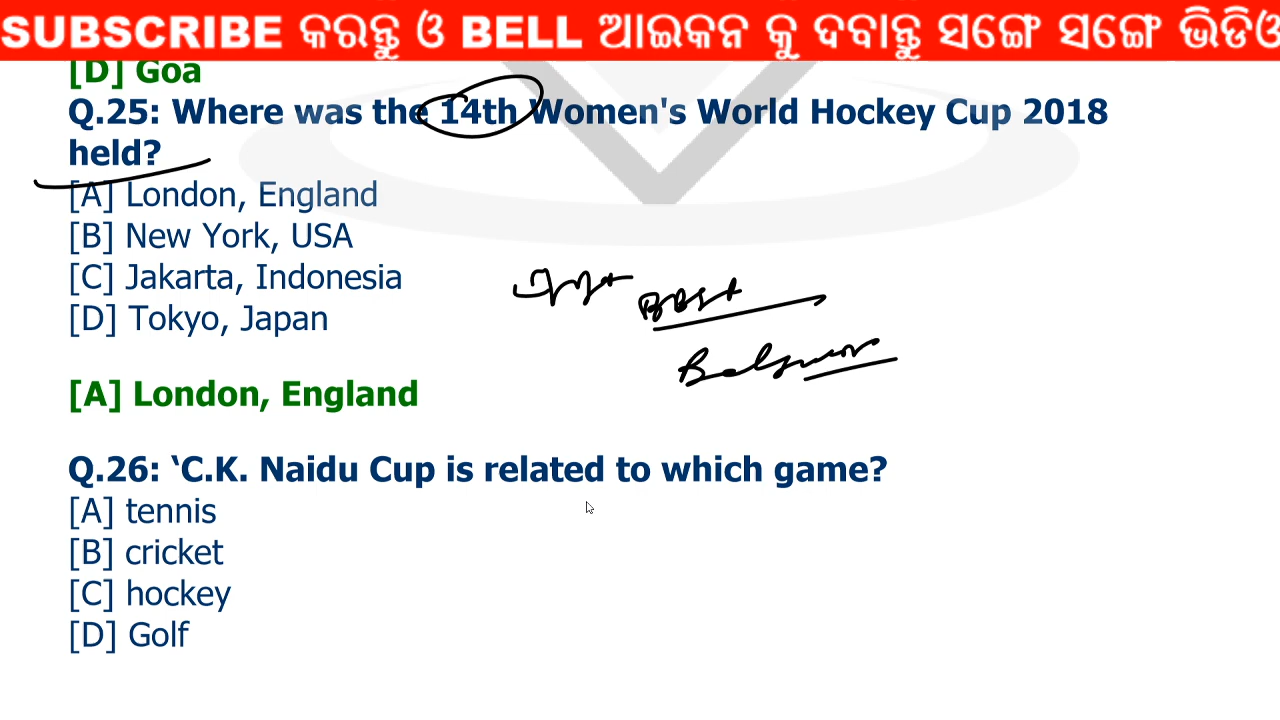 SUBSCRIBE କରନ୍ତୁ ଓ BELL ଆଇକନ କୁ ଦବାନ୍ତୁ ସଙ୍ଗେ ସଙ୍ଗେ ଭିଡିଓ
[D] Goa
Q.25: Where was the 14th Women's World Hockey Cup 2018
held?
[A] London, England
[B] New York, USA
[C] Jakarta, Indonesia
[D] Tokyo, Japan
[A] London, England
Q.26: ‘C.K. Naidu Cup is related to which game?
[A] tennis
[B] cricket
[C] hockey
[D] Golf